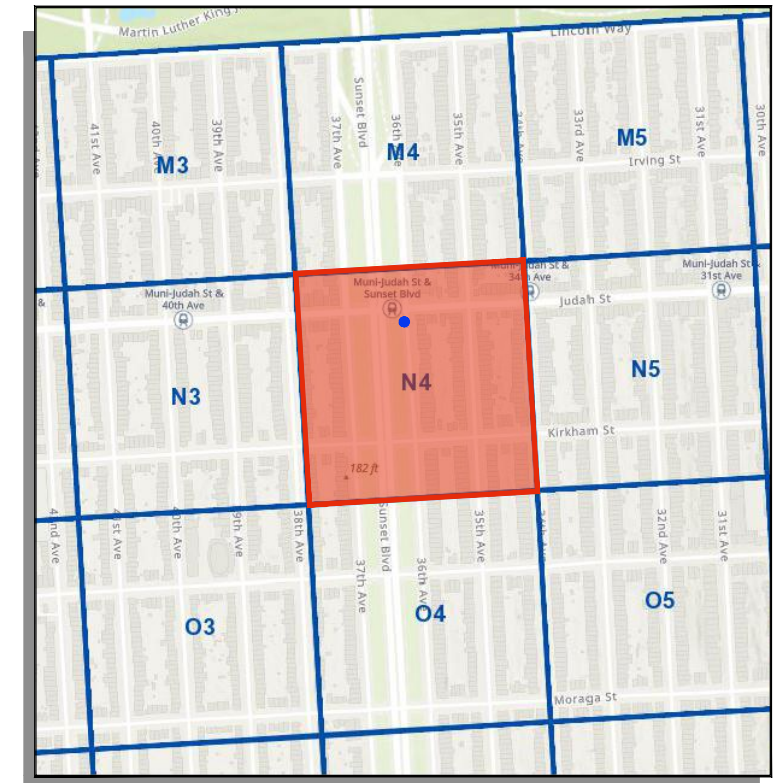 Martin Luther King J
Lincoln Way
41st Ave
40th Ave
39th Ave
37th Ave
Sunset Blvd
36th Ave
35th Ave
34th Ave
33rd Ave
31st Ave
30th Ave
M3
M4
M5
Irving St
Muni-Judah St &
40th Ave
Muni-Judah St &
Sunset Blvd
Muni-Judah St &
34th Ave
Muni-Judah St &
31st Ave
&
Judah St
N3
N4
N5
Kirkham St
182 ft
42nd Ave
41st Ave
40th Ave
39th Ave
38th Ave
37th Ave
Sunset Blvd
36th Ave
35th Ave
34th Ave
32nd Ave
31st Ave
O3
O4
O5
Moraga St